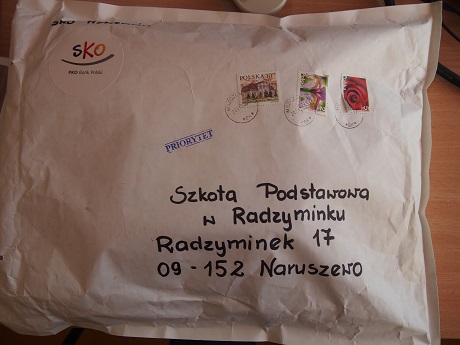 SKO
PKO Bank Polski
POLSKA
PRIORYTET
Szkoła Podstawowa
w Radzyminku
Radzyminek 17
09-152 Naruszewo